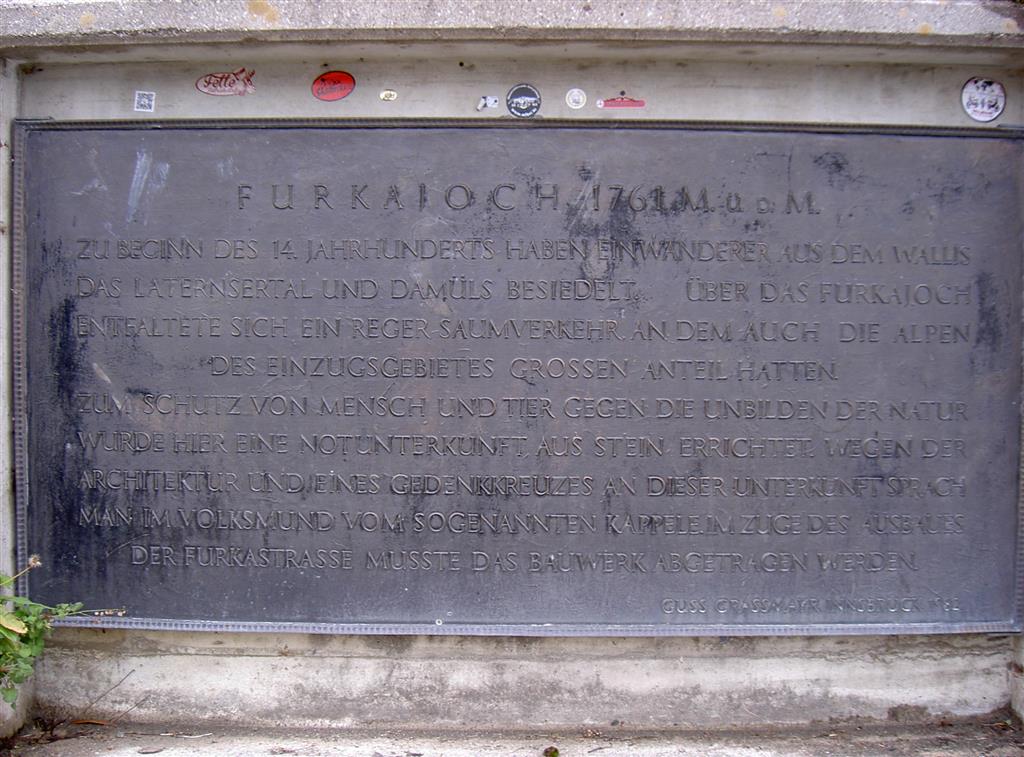 FURKAJOCH 1761 M. ü. D. M.
ZU BEGINN DES 14. JAHRHUNDERTS HABEN EINWANDERER AUS DEM WALLIS
DAS LATERNSERTAL UND DAMÜLS BESIEDELT. ÜBER DAS FURKAJOCH
ENTFALTETE SICH EIN REGER SAUMVERKEHR, AN DEM AUCH DIE ALPEN
DES EINZUGSGEBIETES GROSSEN ANTEIL HATTEN.
ZUM SCHUTZ VON MENSCH UND TIER GEGEN DIE UNBILDEN DER NATUR
WURDE HIER EINE NOTUNTERKUNFT AUS STEIN ERRICHTET. WEGEN DER
ARCHITEKTUR UND EINES GEDENKKREUZES AN DIESER UNTERKUNFT SPRACH
MAN IM VOLKSMUND VOM SOGENANNTEN KAPPELE. IM ZUGE DES AUSBAUES
DER FURKASTRASSE MUSSTE DAS BAUWERK ABGETRAGEN WERDEN.
GUSS GRASSMAYR INNSBRUCK 1982